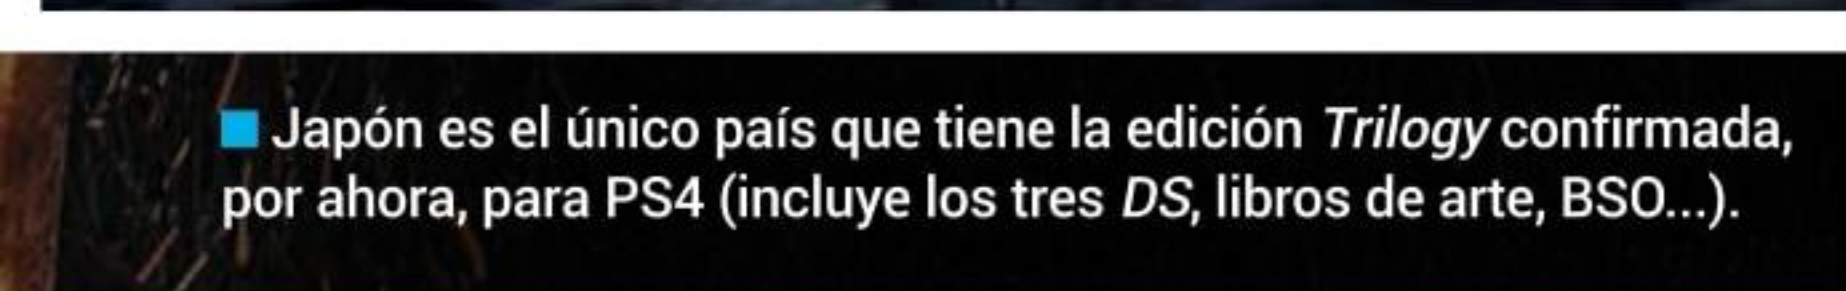 Japón es el único país que tiene la edición Trilogy confirmada,
por ahora, para PS4 (incluye los tres DS, libros de arte, BSO...).